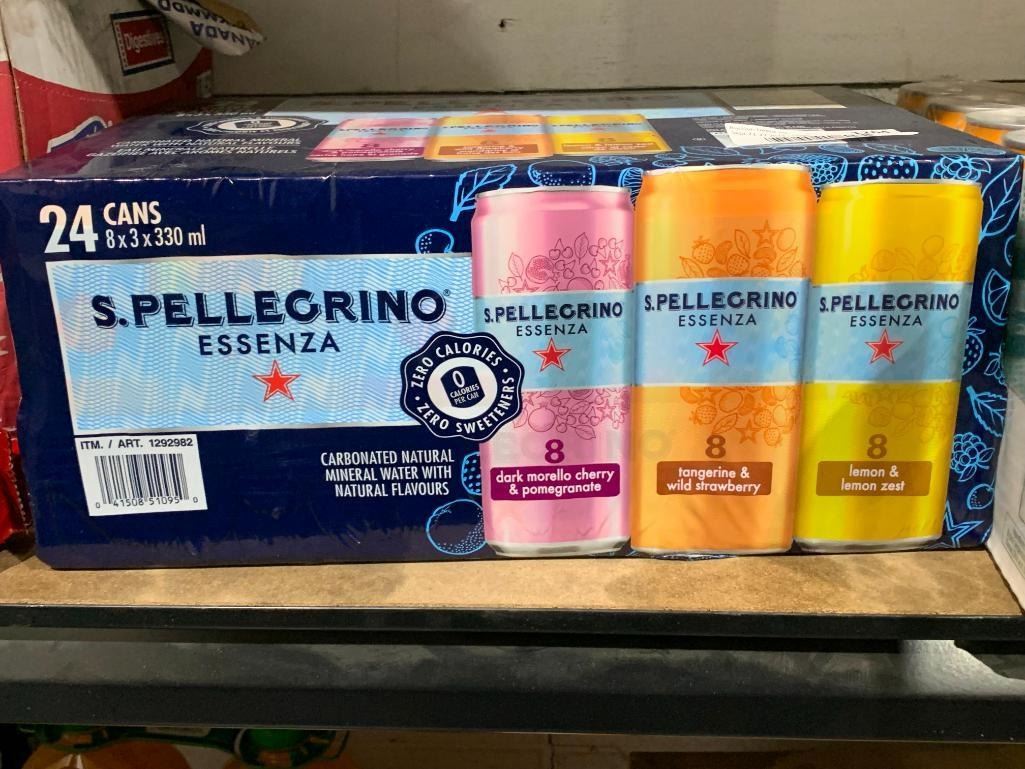 Digestives
24 CANS
8 x 3 x 330 ml
S.PELLEGRINO®
ESSENZA
ZERO CALORIES • ZERO SWEETENERS •
0
CALORIES
PER CAN
ITM. / ART. 1292982
0 41508 51095 0
CARBONATED NATURAL
MINERAL WATER WITH
NATURAL FLAVOURS
S.PELLEGRINO
ESSENZA
8
dark morello cherry
& pomegranate
S.PELLEGRINO
ESSENZA
8
tangerine &
wild strawberry
S.PELLEGRINO
ESSENZA
8
lemon &
lemon zest